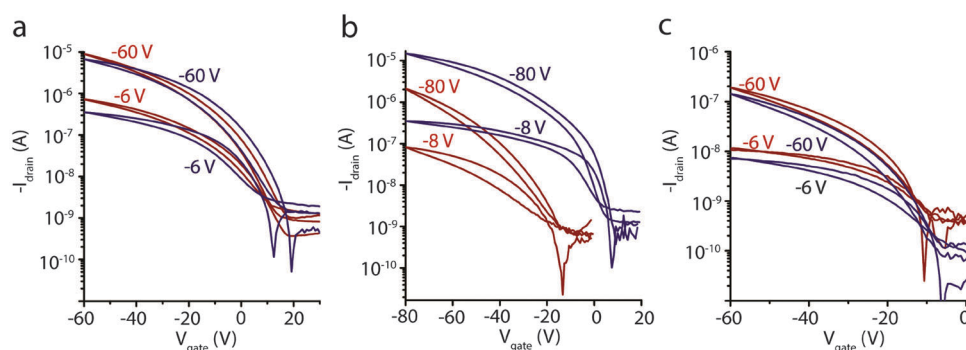 a
-I_drain (A)
10^-5
10^-6
10^-7
10^-8
10^-9
10^-10
-60 V
-60 V
-6 V
-6 V
-60 -40 -20 0 20
V_gate (V)
b
-I_drain (A)
10^-5
10^-6
10^-7
10^-8
10^-9
10^-10
-80 V
-80 V
-8 V
-8 V
-80 -60 -40 -20 0 20
V_gate (V)
c
-I_drain (A)
10^-6
10^-7
10^-8
10^-9
10^-10
-60 V
-6 V
-60 V
-6 V
-60 -40 -20 0
V_gate (V)